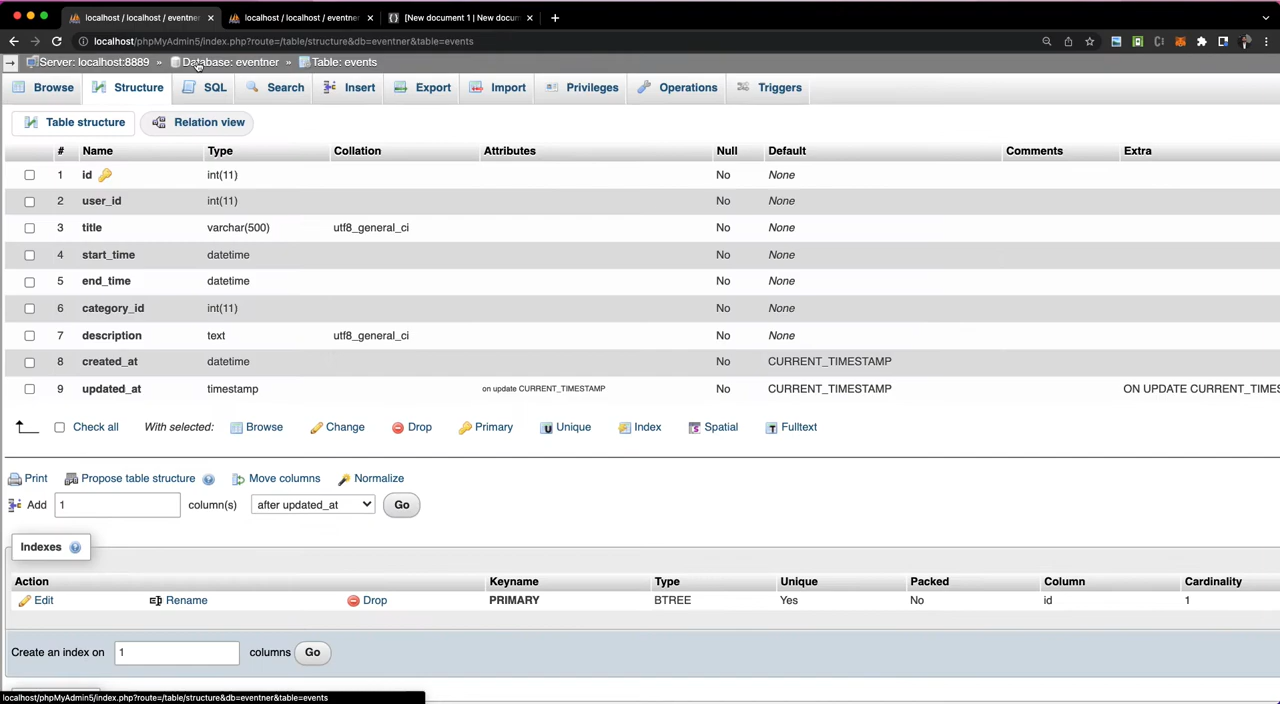 localhost / localhost / eventner
localhost / localhost / eventner
[New document 1 | New docum
localhost/phpMyAdmin5/index.php?route=/table/structure&db=eventner&table=events
Server: localhost:8889 » Database: eventner » Table: events
Browse Structure SQL Search Insert Export Import Privileges Operations Triggers
Table structure Relation view
# Name Type Collation Attributes Null Default Comments Extra
1 id int(11) No None
2 user_id int(11) No None
3 title varchar(500) utf8_general_ci No None
4 start_time datetime No None
5 end_time datetime No None
6 category_id int(11) No None
7 description text utf8_general_ci No None
8 created_at datetime No CURRENT_TIMESTAMP
9 updated_at timestamp on update CURRENT_TIMESTAMP No CURRENT_TIMESTAMP ON UPDATE CURRENT_TIMES
Check all With selected: Browse Change Drop Primary Unique Index Spatial Fulltext
Print Propose table structure Move columns Normalize
Add 1 column(s) after updated_at Go
Indexes
Action Keyname Type Unique Packed Column Cardinality
Edit Rename Drop PRIMARY BTREE Yes No id 1
Create an index on 1 columns Go
localhost/phpMyAdmin5/index.php?route=/table/structure&db=eventner&table=events